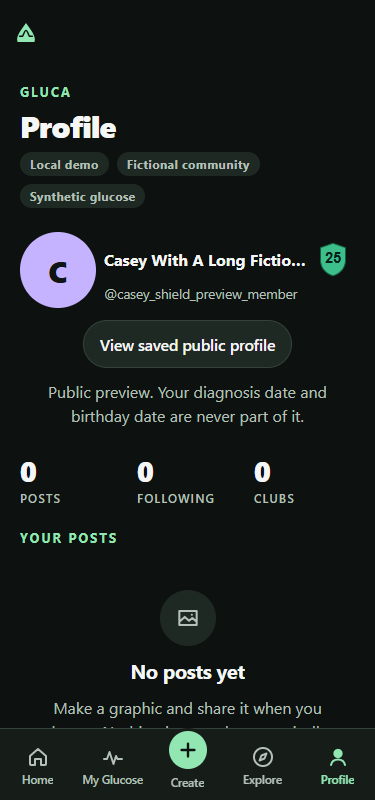 GLUCA
Profile
Local demo
Fictional community
Synthetic glucose
C
Casey With A Long Fictio...
25
@casey_shield_preview_member
View saved public profile
Public preview. Your diagnosis date and
birthday date are never part of it.
0
POSTS
0
FOLLOWING
0
CLUBS
YOUR POSTS
No posts yet
Make a graphic and share it when you
Home
My Glucose
Create
Explore
Profile